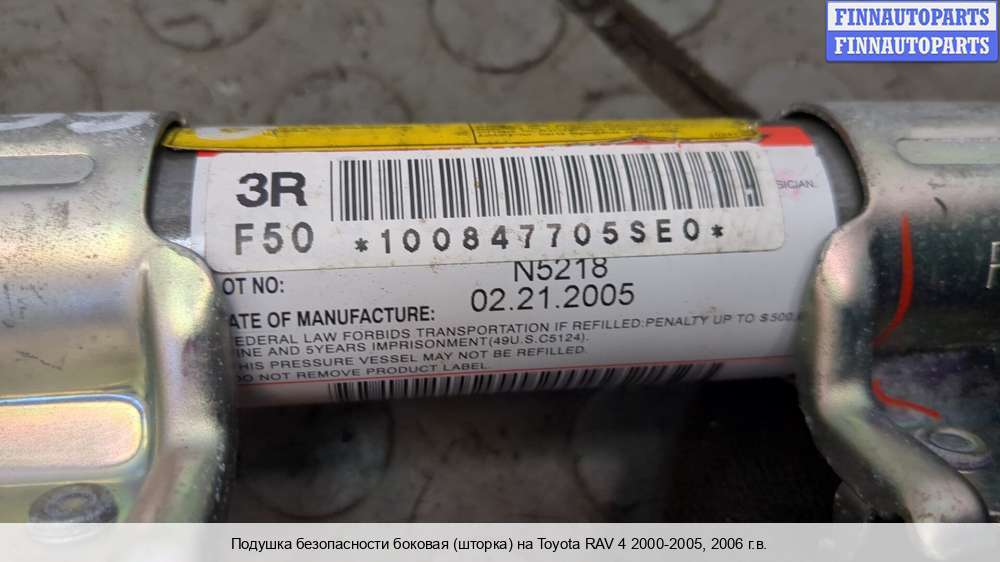 FINNAUTOPARTS
FINNAUTOPARTS
3R
F50 *100847705SE0*
SICIAN.
OT NO: N5218
ATE OF MANUFACTURE: 02.21.2005
EDERAL LAW FORBIDS TRANSPORTATION IF REFILLED:PENALTY UP TO $500,
INE AND 5YEARS IMPRISONMENT(49U.S.C5124).
HIS PRESSURE VESSEL MAY NOT BE REFILLED.
DO NOT REMOVE PRODUCT LABEL.
Подушка безопасности боковая (шторка) на Toyota RAV 4 2000-2005, 2006 г.в.